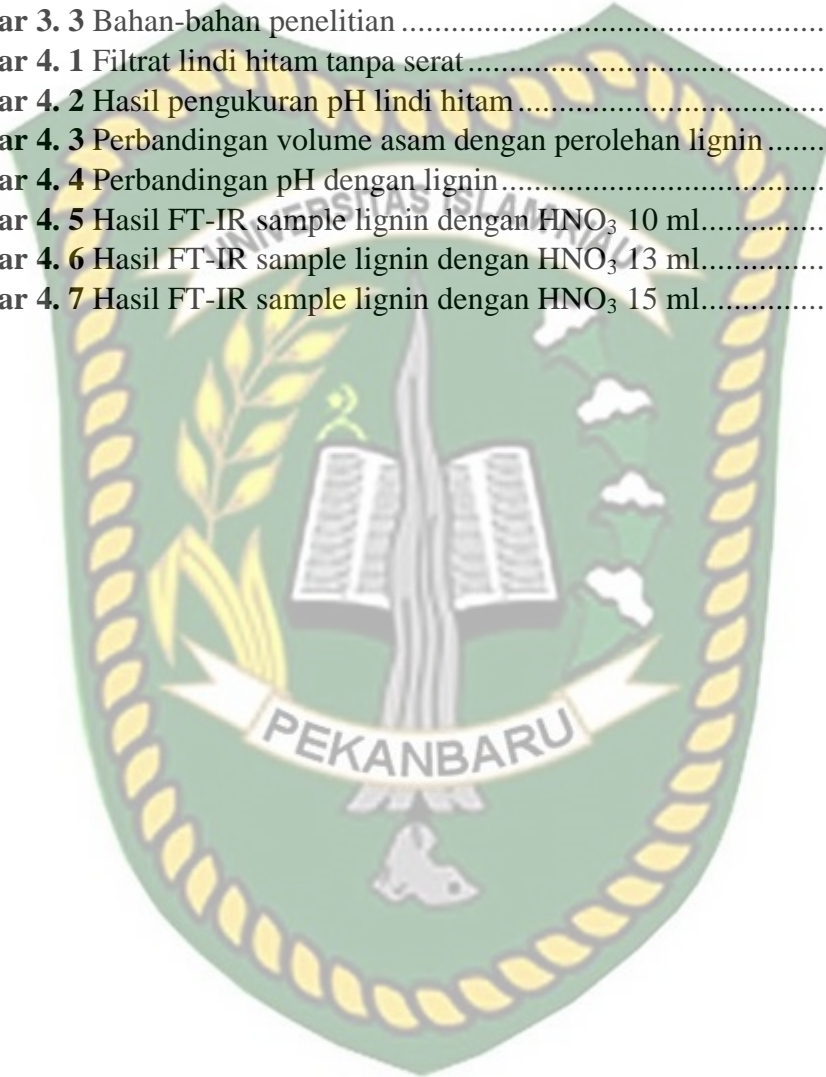 ar 3. 3 Bahan-bahan penelitian ........................................................
ar 4. 1 Filtrat lindi hitam tanpa serat ................................................
ar 4. 2 Hasil pengukuran pH lindi hitam ..........................................
ar 4. 3 Perbandingan volume asam dengan perolehan lignin .......
ar 4. 4 Perbandingan pH dengan lignin ...........................................
ar 4. 5 Hasil FT-IR sample lignin dengan HNO₃ 10 ml................
ar 4. 6 Hasil FT-IR sample lignin dengan HNO₃ 13 ml................
ar 4. 7 Hasil FT-IR sample lignin dengan HNO₃ 15 ml................
UNIVERSITAS ISLAM RIAU
PEKANBARU